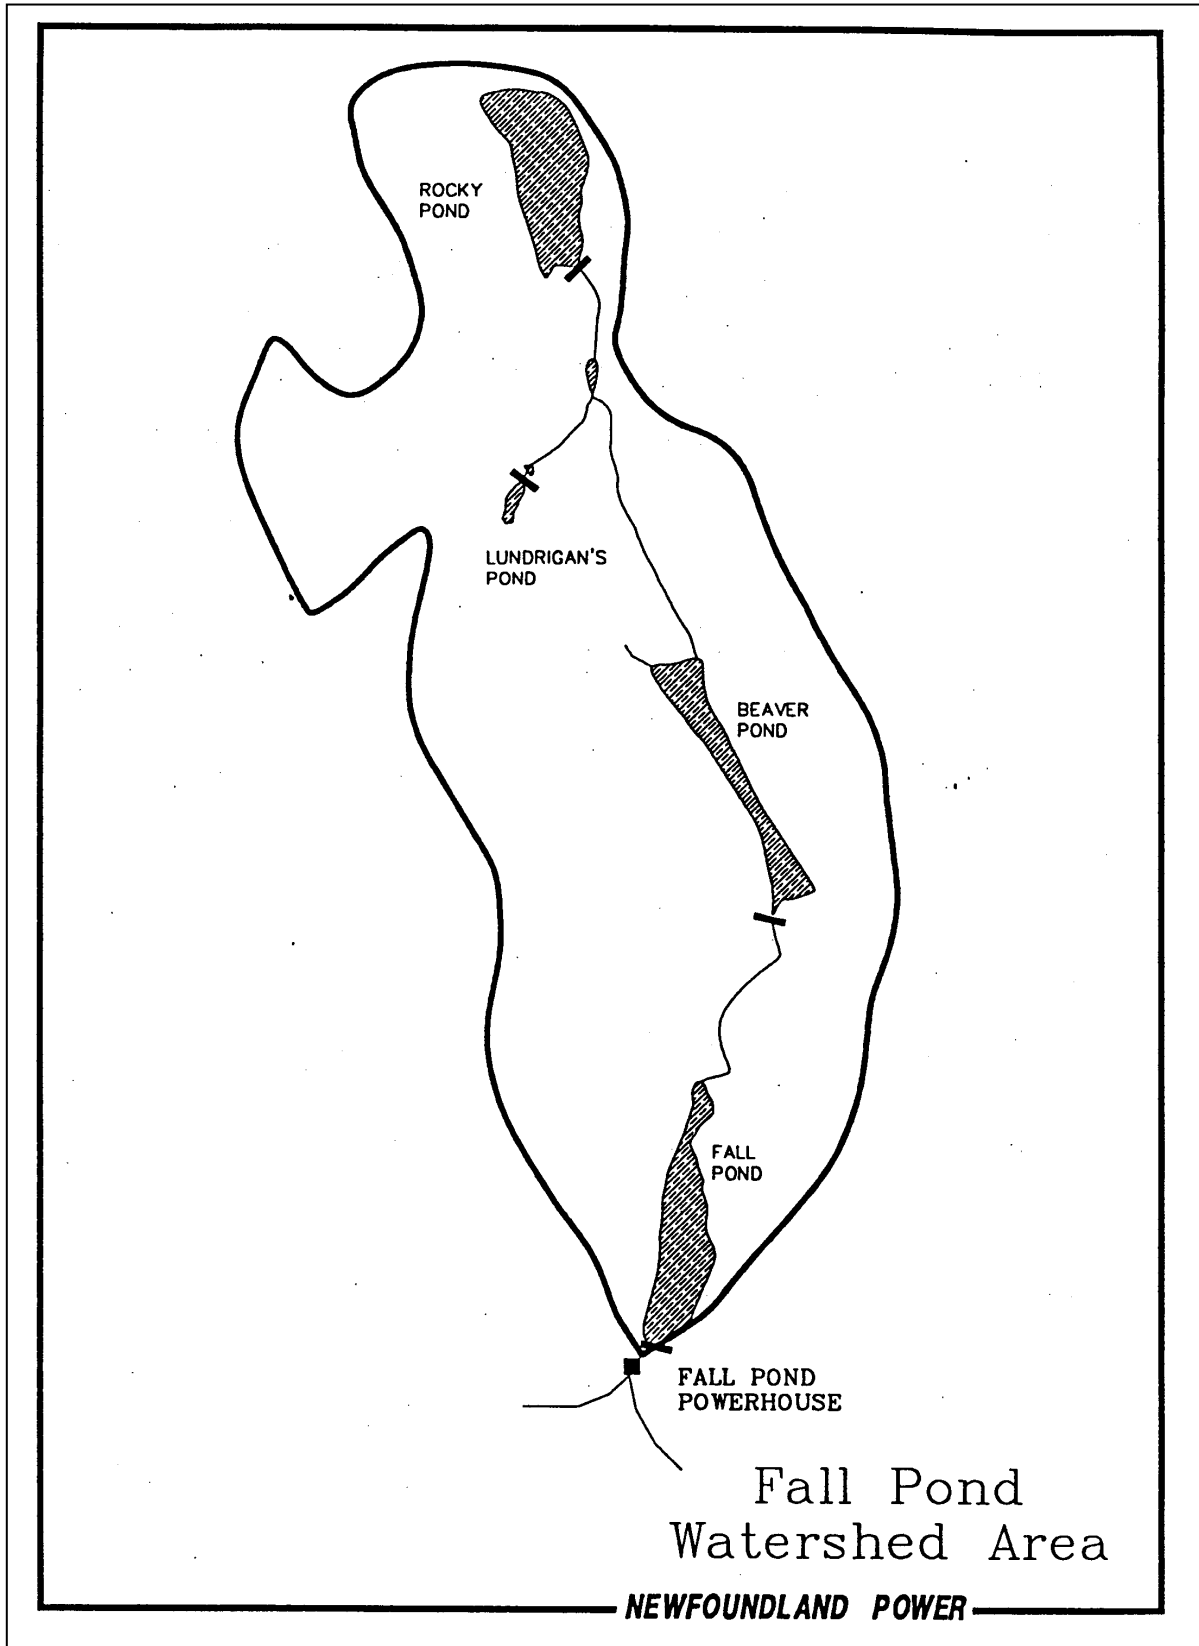 ROCKY
POND
LUNDRIGAN'S
POND
BEAVER
POND
FALL
POND
FALL POND
POWERHOUSE
Fall Pond
Watershed Area
NEWFOUNDLAND POWER